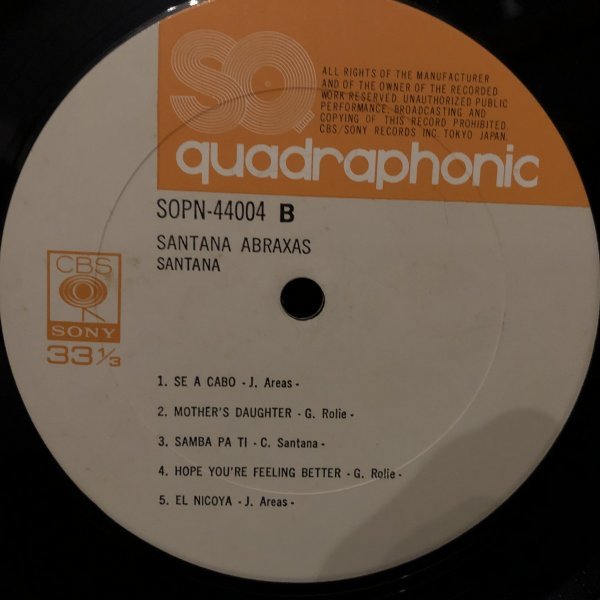 SQ
ALL RIGHTS OF THE MANUFACTURER
AND OF THE OWNER OF THE RECORDED
WORK RESERVED. UNAUTHORIZED PUBLIC
PERFORMANCE, BROADCASTING AND
COPYING OF THIS RECORD PROHIBITED.
CBS/SONY RECORDS INC. TOKYO JAPAN.
quadraphonic
SOPN-44004 B
SANTANA ABRAXAS
SANTANA
CBS
SONY
33 1/3
1. SE A CABO - J. Areas -
2. MOTHER'S DAUGHTER - G. Rolie -
3. SAMBA PA TI - C. Santana -
4. HOPE YOU'RE FEELING BETTER - G. Rolie -
5. EL NICOYA - J. Areas -